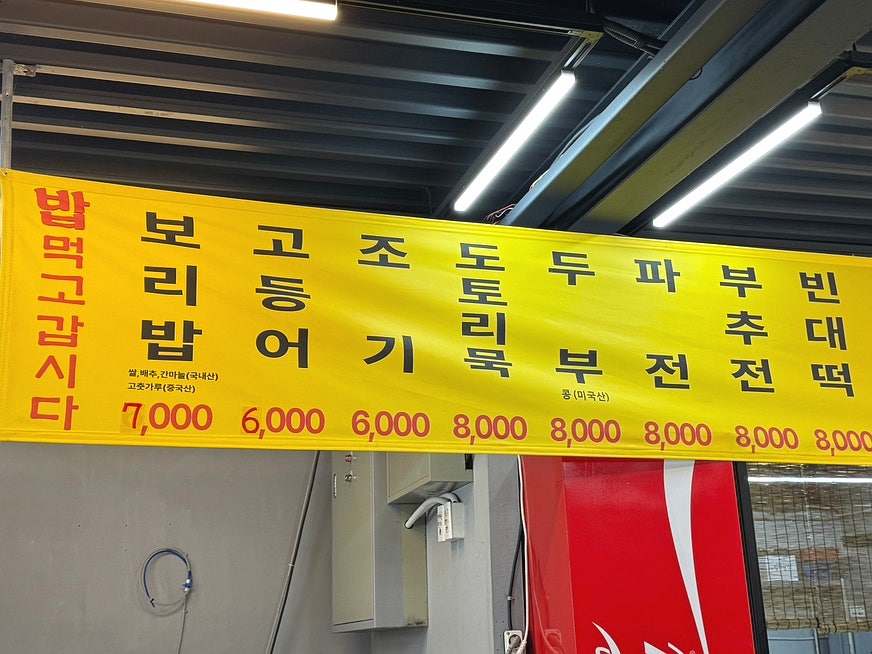 밥먹고갑시다
보리밥
쌀,배추,간마늘(국내산)
고춧가루(중국산)
7,000
고등어
6,000
조기
6,000
도토리묵
8,000
두부
콩(미국산)
8,000
파전
8,000
부추전
8,000
빈대떡
8,000